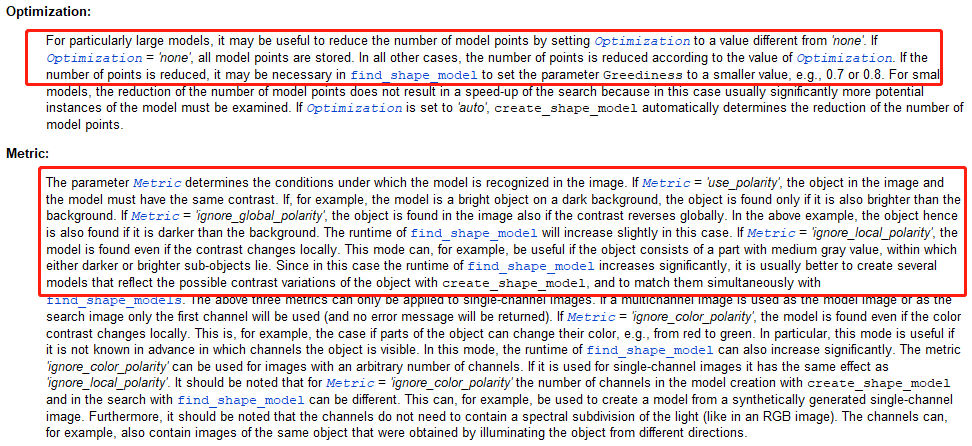 Optimization:
For particularly large models, it may be useful to reduce the number of model points by setting Optimization to a value different from 'none'. If
Optimization = 'none', all model points are stored. In all other cases, the number of points is reduced according to the value of Optimization. If the
number of points is reduced, it may be necessary in find_shape_model to set the parameter Greediness to a smaller value, e.g., 0.7 or 0.8. For smal
models, the reduction of the number of model points does not result in a speed-up of the search because in this case usually significantly more potential
instances of the model must be examined. If Optimization is set to 'auto', create_shape_model automatically determines the reduction of the number of
model points.
Metric:
The parameter Metric determines the conditions under which the model is recognized in the image. If Metric = 'use_polarity', the object in the image and
the model must have the same contrast. If, for example, the model is a bright object on a dark background, the object is found only if it is also brighter than the
background. If Metric = 'ignore_global_polarity', the object is found in the image also if the contrast reverses globally. In the above example, the object hence
is also found if it is darker than the background. The runtime of find_shape_model will increase slightly in this case. If Metric = 'ignore_local_polarity', the
model is found even if the contrast changes locally. This mode can, for example, be useful if the object consists of a part with medium gray value, within which
either darker or brighter sub-objects lie. Since in this case the runtime of find_shape_model increases significantly, it is usually better to create several
models that reflect the possible contrast variations of the object with create_shape_model, and to match them simultaneously with
find_shape_models. The above three metrics can only be applied to single-channel images. If a multichannel image is used as the model image or as the
search image only the first channel will be used (and no error message will be returned). If Metric = 'ignore_color_polarity', the model is found even if the color
contrast changes locally. This is, for example, the case if parts of the object can change their color, e.g., from red to green. In particular, this mode is useful if
it is not known in advance in which channels the object is visible. In this mode, the runtime of find_shape_model can also increase significantly. The metric
'ignore_color_polarity' can be used for images with an arbitrary number of channels. If it is used for single-channel images it has the same effect as
'ignore_local_polarity'. It should be noted that for Metric = 'ignore_color_polarity' the number of channels in the model creation with create_shape_model
and in the search with find_shape_model can be different. This can, for example, be used to create a model from a synthetically generated single-channel
image. Furthermore, it should be noted that the channels do not need to contain a spectral subdivision of the light (like in an RGB image). The channels can,
for example, also contain images of the same object that were obtained by illuminating the object from different directions.